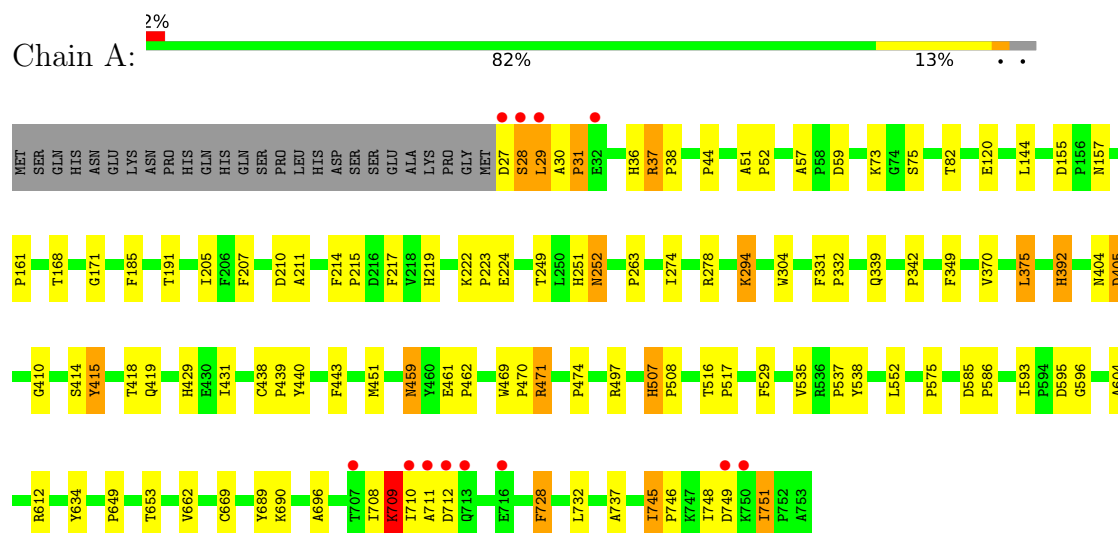 2%
Chain A:
82% 13% • •
MET SER GLN HIS ASN GLU LYS ASN PRO HIS GLN HIS GLN SER PRO LEU HIS ASP SER SER GLU ALA LYS PRO GLY MET D27 S28 L29 A30 P31 E32 H36 R37 P38 P44 A51 P52 A57 P58 D59 K73 G74 S75 T82 E120 L144 D155 P156 N157
P161 T168 G171 F185 T191 I205 F206 F207 D210 A211 F214 P215 D216 F217 V218 H219 K222 P223 E224 T249 L250 H251 N252 P263 I274 R278 K294 W304 F331 P332 Q339 P342 F349 V370 L375 H392 N404 D405
G410 S414 Y415 T418 Q419 H429 E430 I431 C438 P439 Y440 F443 M451 N459 Y460 E461 P462 W469 P470 R471 P474 R497 H507 P508 T516 P517 F529 V535 R536 P537 Y538 L552 P575 D585 P586 I593 P594 D595 G596 A604
R612 Y634 P649 T653 V662 C669 Y689 K690 A696 T707 I708 K709 I710 A711 D712 Q713 E716 F728 L732 A737 I745 P746 K747 I748 D749 K750 I751 P752 A753